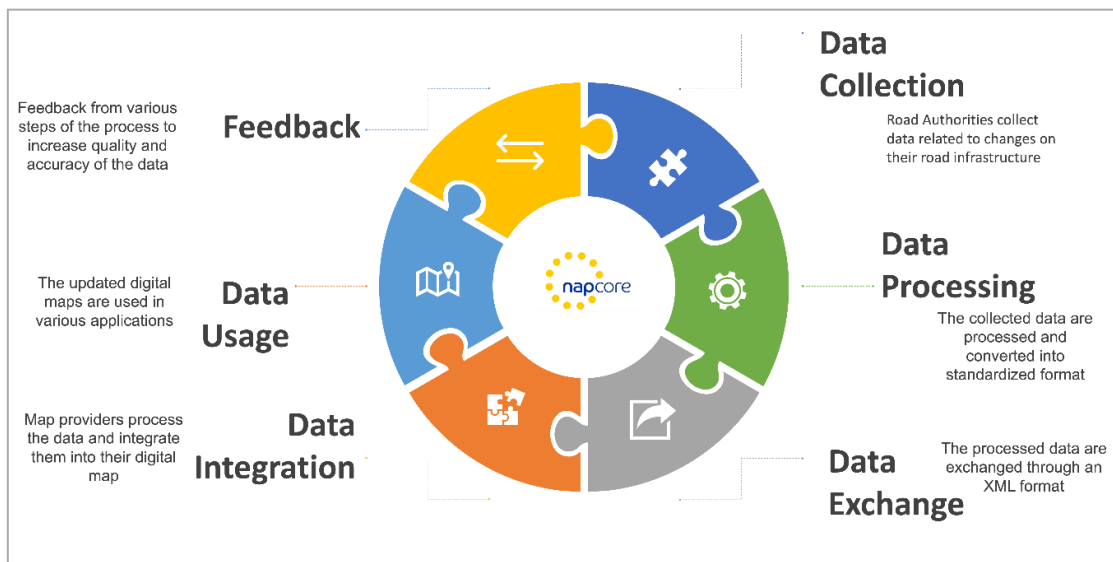 Data
Collection
Road Authorities collect
data related to changes on
their road infrastructure
Data
Processing
The collected data are
processed and
converted into
standardized format
Data
Exchange
The processed data are
exchanged through an
XML format
Data
Integration
Map providers process
the data and integrate
them into their digital
map
Data
Usage
The updated digital
maps are used in
various applications
Feedback
Feedback from various
steps of the process to
increase quality and
accuracy of the data
napcore